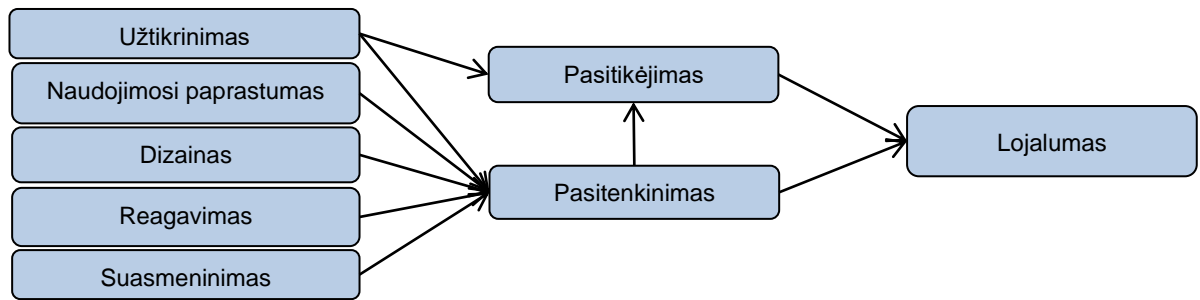 Užtikrinimas
Naudojimosi paprastumas
Dizainas
Reagavimas
Suasmeninimas
Pasitikėjimas
Pasitenkinimas
Lojalumas